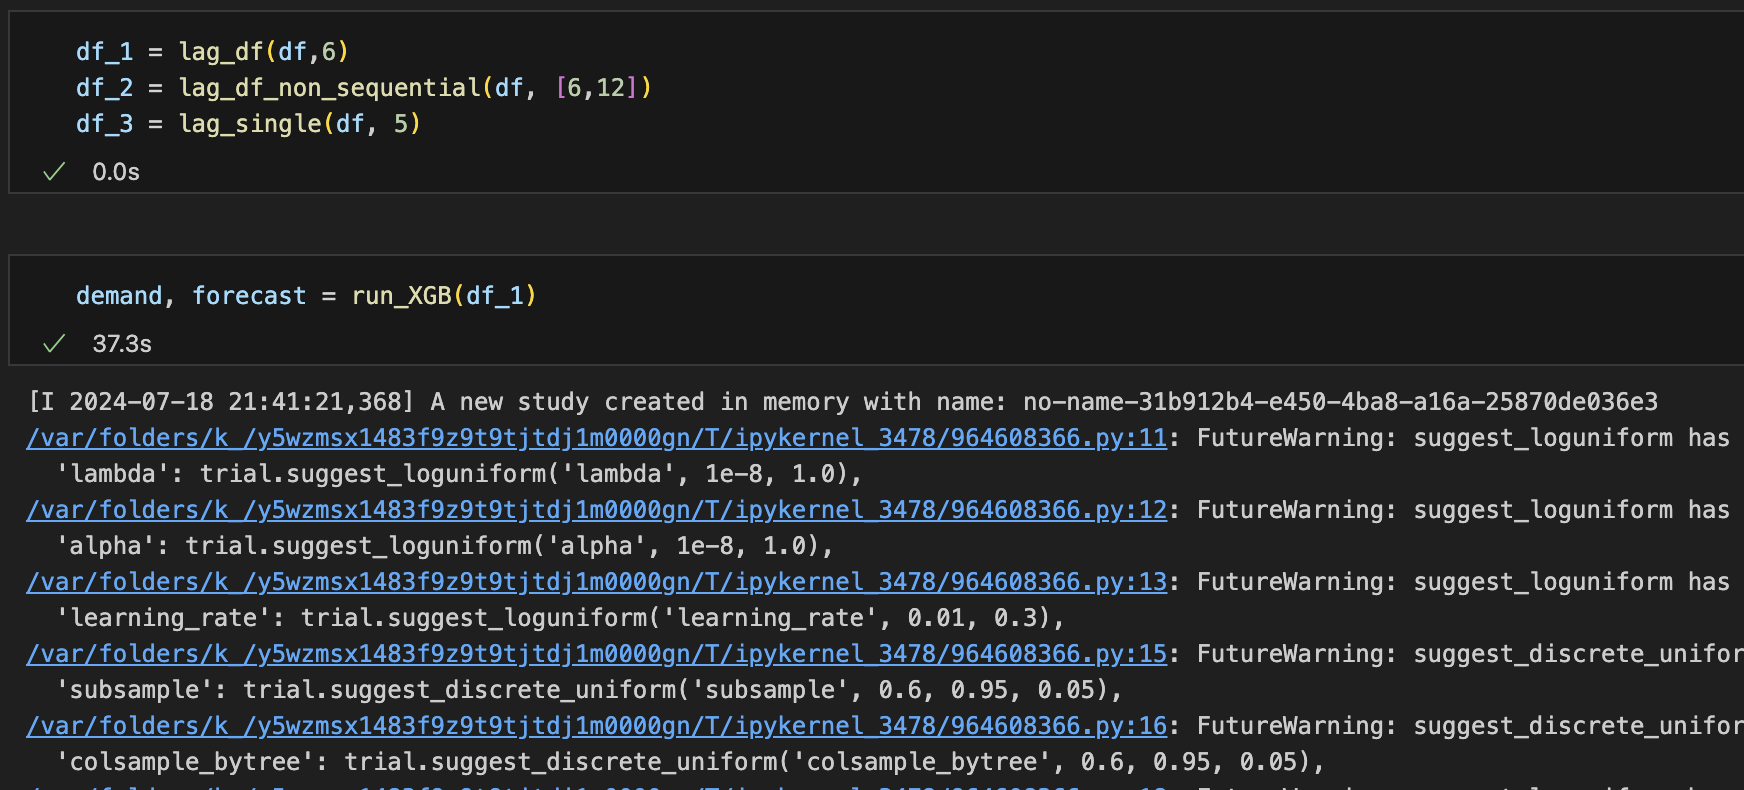 df_1 = lag_df(df,6)
df_2 = lag_df_non_sequential(df, [6,12])
df_3 = lag_single(df, 5)
0.0s
demand, forecast = run_XGB(df_1)
37.3s
[I 2024-07-18 21:41:21,368] A new study created in memory with name: no-name-31b912b4-e450-4ba8-a16a-25870de036e3
/var/folders/k_/y5wzmsx1483f9z9t9tjtdj1m0000gn/T/ipykernel_3478/964608366.py:11: FutureWarning: suggest_loguniform has
'lambda': trial.suggest_loguniform('lambda', 1e-8, 1.0),
/var/folders/k_/y5wzmsx1483f9z9t9tjtdj1m0000gn/T/ipykernel_3478/964608366.py:12: FutureWarning: suggest_loguniform has
'alpha': trial.suggest_loguniform('alpha', 1e-8, 1.0),
/var/folders/k_/y5wzmsx1483f9z9t9tjtdj1m0000gn/T/ipykernel_3478/964608366.py:13: FutureWarning: suggest_loguniform has
'learning_rate': trial.suggest_loguniform('learning_rate', 0.01, 0.3),
/var/folders/k_/y5wzmsx1483f9z9t9tjtdj1m0000gn/T/ipykernel_3478/964608366.py:15: FutureWarning: suggest_discrete_unifor
'subsample': trial.suggest_discrete_uniform('subsample', 0.6, 0.95, 0.05),
/var/folders/k_/y5wzmsx1483f9z9t9tjtdj1m0000gn/T/ipykernel_3478/964608366.py:16: FutureWarning: suggest_discrete_unifor
'colsample_bytree': trial.suggest_discrete_uniform('colsample_bytree', 0.6, 0.95, 0.05),